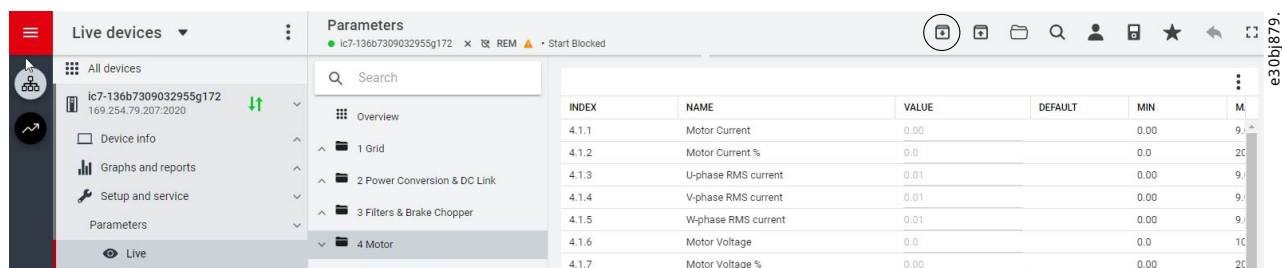 Live devices
All devices
ic7-136b7309032955g172
169.254.79.207:2020
Device info
Graphs and reports
Setup and service
Parameters
Live
Parameters
ic7-136b7309032955g172 × REM • Start Blocked
Search
Overview
1 Grid
2 Power Conversion & DC Link
3 Filters & Brake Chopper
4 Motor
INDEX NAME VALUE DEFAULT MIN
4.1.1 Motor Current 0.00 0.00
4.1.2 Motor Current % 0.0 0.0
4.1.3 U-phase RMS current 0.01 0.00
4.1.4 V-phase RMS current 0.01 0.00
4.1.5 W-phase RMS current 0.01 0.00
4.1.6 Motor Voltage 0.0 0.0
4.1.7 Motor Voltage % 0.00 0.00
e30bj879.